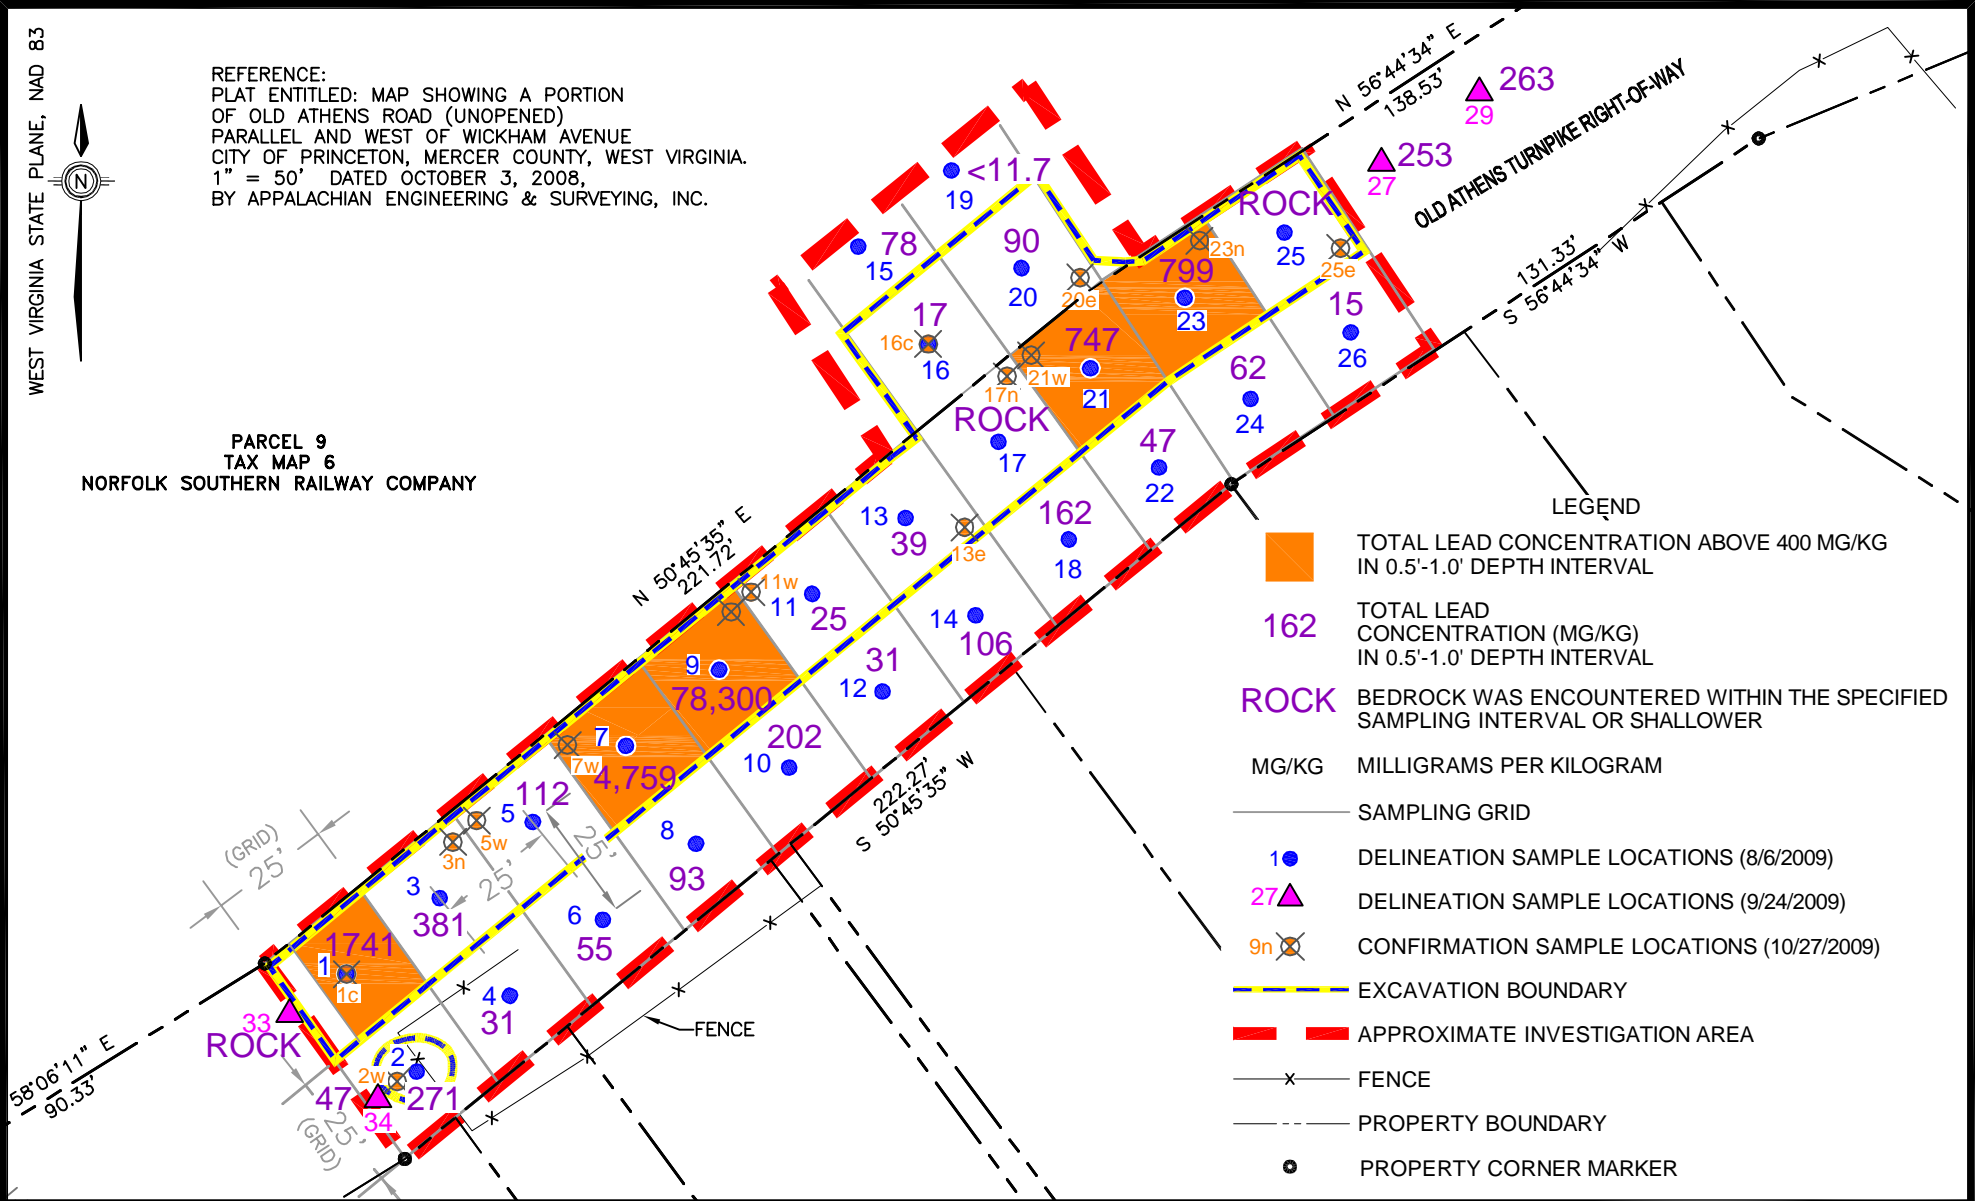 WEST VIRGINIA STATE PLANE, NAD 83
N
REFERENCE:
PLAT ENTITLED: MAP SHOWING A PORTION
OF OLD ATHENS ROAD (UNOPENED)
PARALLEL AND WEST OF WICKHAM AVENUE
CITY OF PRINCETON, MERCER COUNTY, WEST VIRGINIA.
1" = 50' DATED OCTOBER 3, 2008,
BY APPALACHIAN ENGINEERING & SURVEYING, INC.
PARCEL 9
TAX MAP 6
NORFOLK SOUTHERN RAILWAY COMPANY
N 56°44'34" E
138.53'
263
29
253
27
OLD ATHENS TURNPIKE RIGHT-OF-WAY
131.33'
S 56°44'34" W
<11.7
19
78
15
90
20
20e
17
16c
16
ROCK
25
25e
23n
799
23
15
26
747
21w
21
17n
ROCK
17
62
24
47
22
162
18
13
39
13e
N 50°45'35" E
221.72'
11w
11
25
14
106
31
12
9
78,300
202
10
7
7w
4,759
8
93
112
5
5w
3n
3
381
25'
25'
6
55
222.27'
S 50°45'35" W
(GRID)
25'
1741
1
1c
4
31
33
ROCK
2
2w
271
47
34
25'
(GRID)
FENCE
58°06'11" E
90.33'
LEGEND
TOTAL LEAD CONCENTRATION ABOVE 400 MG/KG
IN 0.5'-1.0' DEPTH INTERVAL
162 TOTAL LEAD
CONCENTRATION (MG/KG)
IN 0.5'-1.0' DEPTH INTERVAL
ROCK BEDROCK WAS ENCOUNTERED WITHIN THE SPECIFIED
SAMPLING INTERVAL OR SHALLOWER
MG/KG MILLIGRAMS PER KILOGRAM
SAMPLING GRID
1 DELINEATION SAMPLE LOCATIONS (8/6/2009)
27 DELINEATION SAMPLE LOCATIONS (9/24/2009)
9n CONFIRMATION SAMPLE LOCATIONS (10/27/2009)
EXCAVATION BOUNDARY
APPROXIMATE INVESTIGATION AREA
X FENCE
PROPERTY BOUNDARY
PROPERTY CORNER MARKER